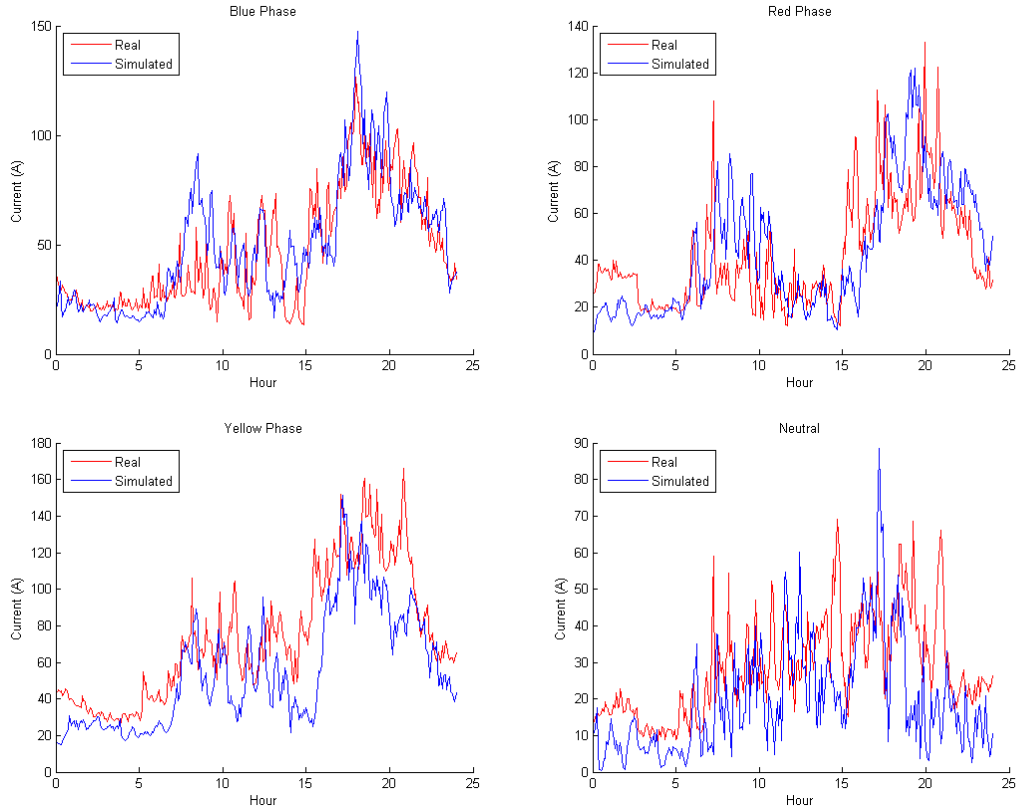 Blue Phase
150
100
50
0
Current (A)
Real
Simulated
0 5 10 15 20 25
Hour
Red Phase
140
120
100
80
60
40
20
0
Current (A)
Real
Simulated
0 5 10 15 20 25
Hour
Yellow Phase
180
160
140
120
100
80
60
40
20
0
Current (A)
Real
Simulated
0 5 10 15 20 25
Hour
Neutral
90
80
70
60
50
40
30
20
10
0
Current (A)
Real
Simulated
0 5 10 15 20 25
Hour